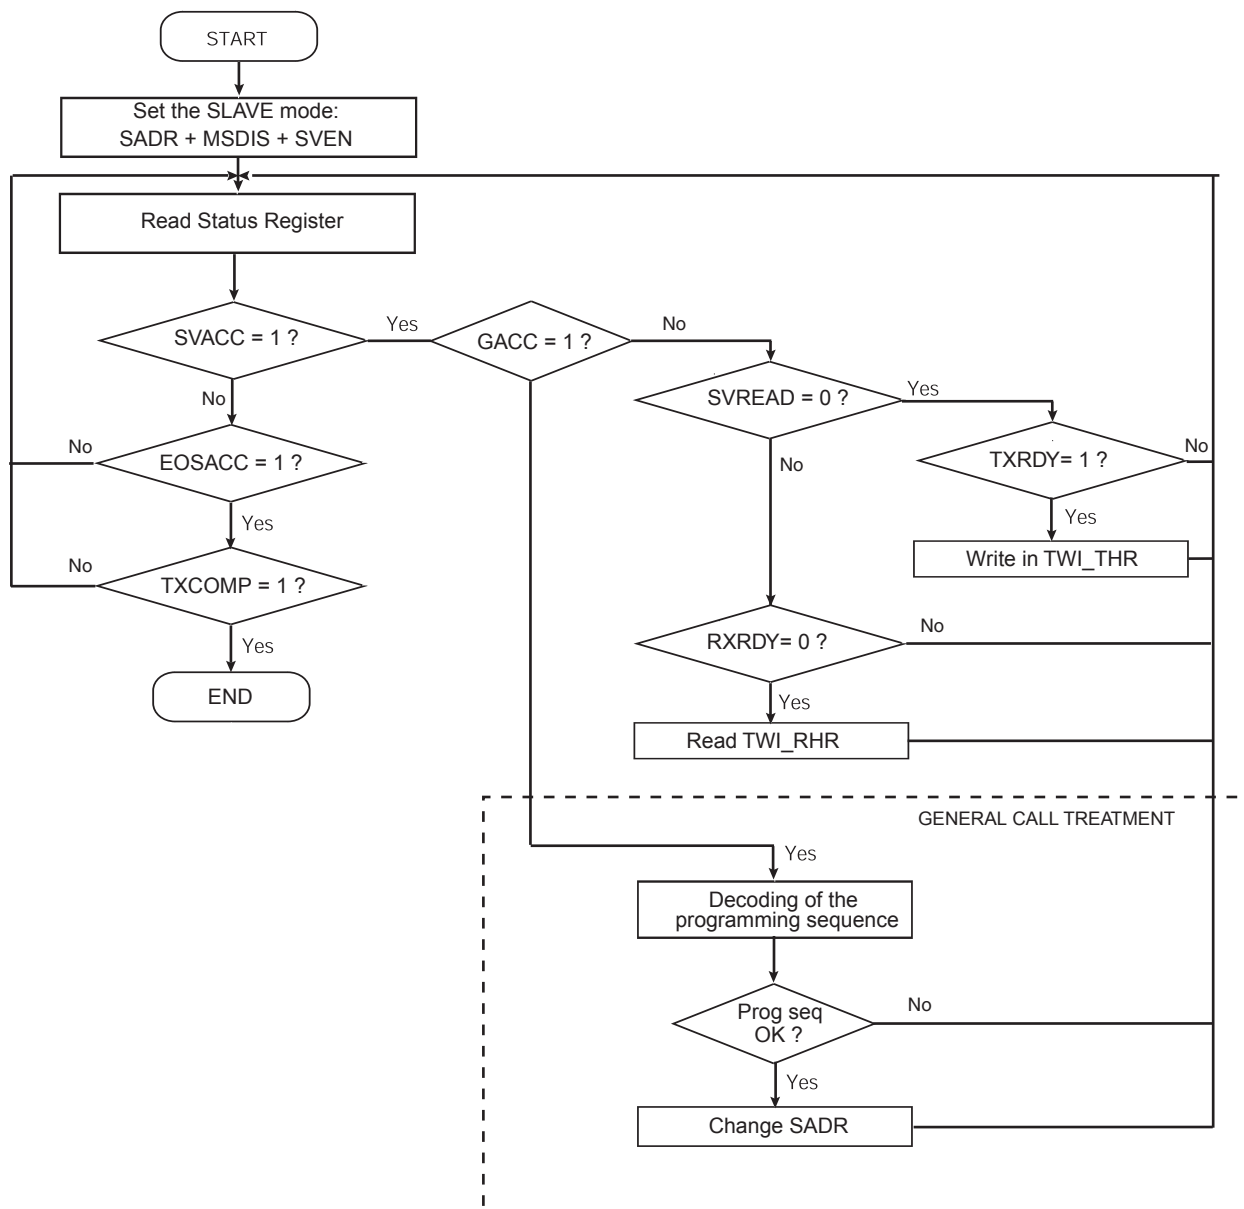 START
Set the SLAVE mode:
SADR + MSDIS + SVEN
Read Status Register
SVACC = 1 ?
Yes
GACC = 1 ?
No
SVREAD = 0 ?
Yes
No
EOSACC = 1 ?
No
No
TXRDY= 1 ?
No
Yes
Yes
Write in TWI_THR
TXCOMP = 1 ?
No
Yes
RXRDY= 0 ?
No
END
Yes
Read TWI_RHR
GENERAL CALL TREATMENT
Yes
Decoding of the
programming sequence
Prog seq
OK ?
No
Yes
Change SADR